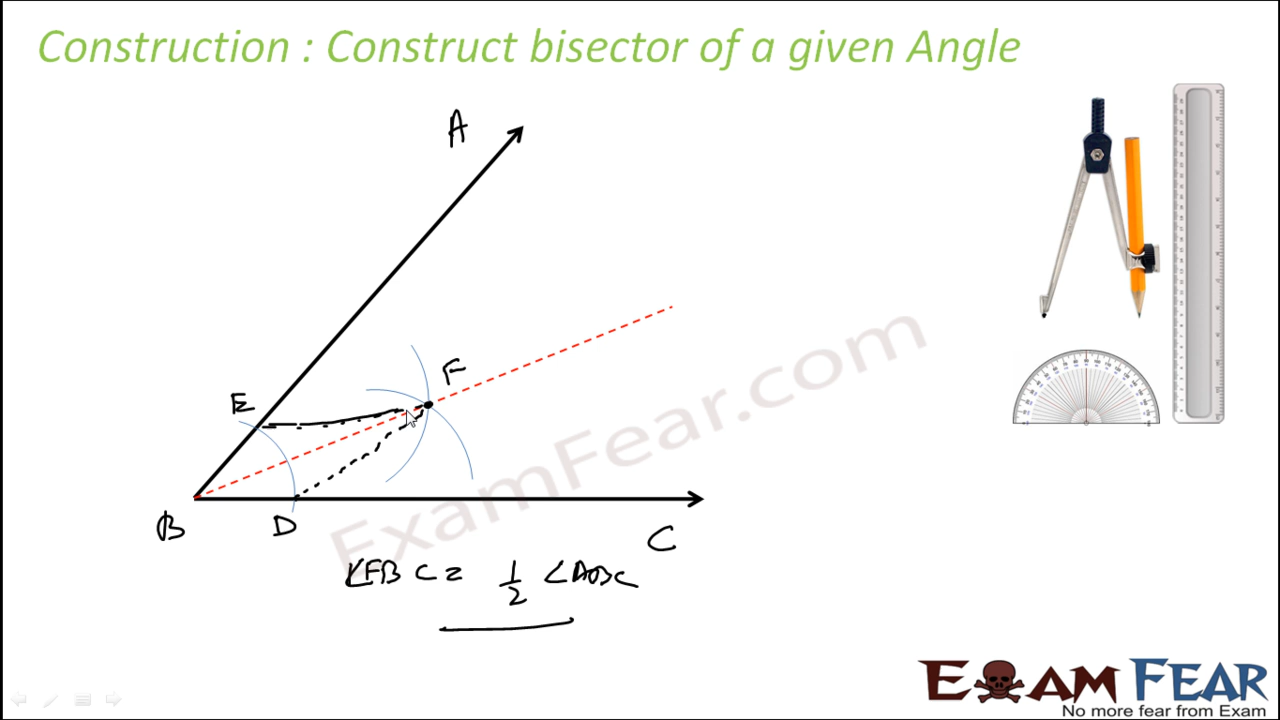 Construction : Construct bisector of a given Angle
A
F
E
B
D
C
∠FBC = 1/2 ∠ABC
ExamFear.com
EXAM FEAR
No more fear from Exam